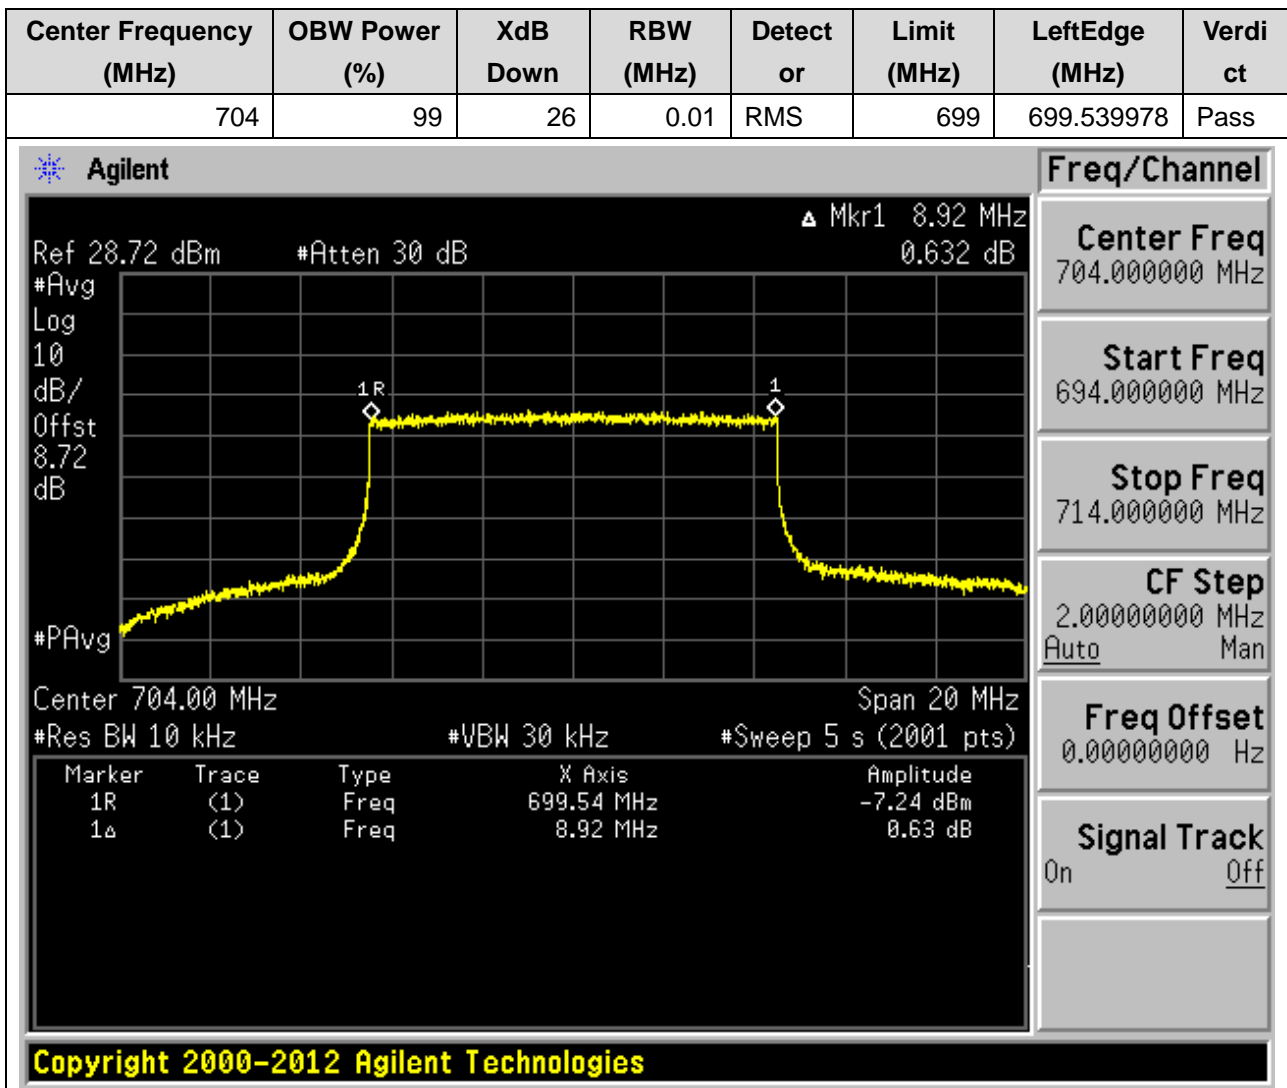 Center Frequency (MHz) OBW Power (%) XdB Down RBW (MHz) Detect or Limit (MHz) LeftEdge (MHz) Verdi ct
704 99 26 0.01 RMS 699 699.539978 Pass
Agilent
Freq/Channel
Δ Mkr1 8.92 MHz
Ref 28.72 dBm #Atten 30 dB 0.632 dB
#Avg
Log
10
dB/
Offst
8.72
dB
1R
1
#PAvg
Center 704.00 MHz Span 20 MHz
#Res BW 10 kHz #VBW 30 kHz #Sweep 5 s (2001 pts)
Marker Trace Type X Axis Amplitude
1R (1) Freq 699.54 MHz -7.24 dBm
1Δ (1) Freq 8.92 MHz 0.63 dB
Center Freq
704.000000 MHz
Start Freq
694.000000 MHz
Stop Freq
714.000000 MHz
CF Step
2.00000000 MHz
Auto Man
Freq Offset
0.00000000 Hz
Signal Track
On Off
Copyright 2000-2012 Agilent Technologies